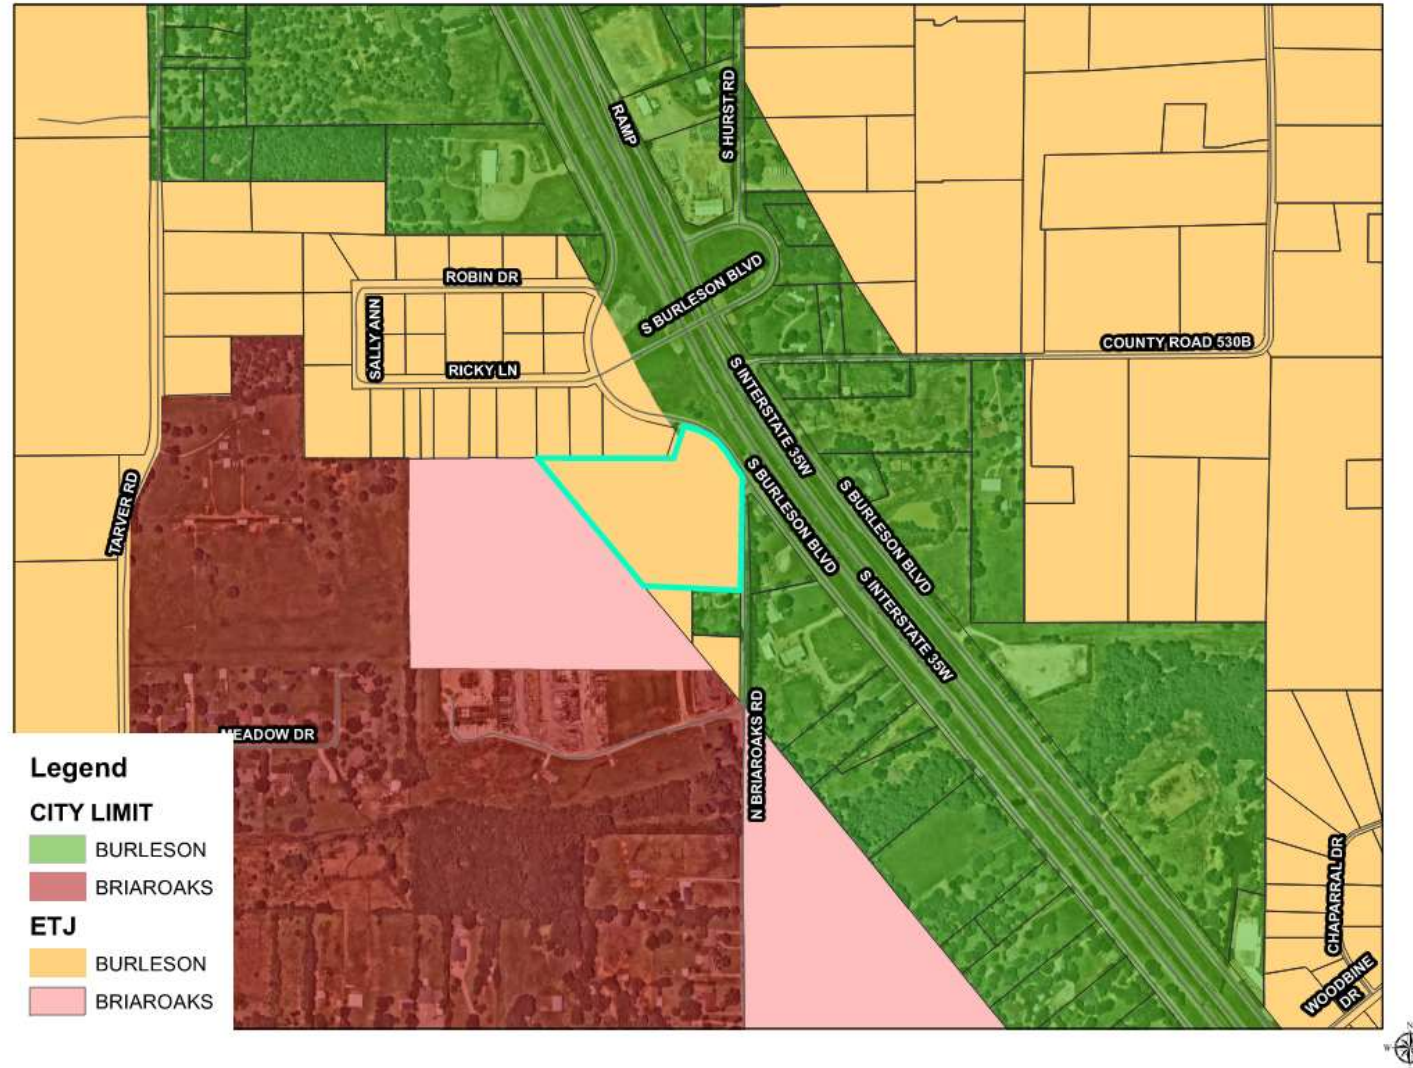 RAMP
S HURST RD
S BURLESON BLVD
ROBIN DR
SALLY ANN
RICKY LN
COUNTY ROAD 530B
S INTERSTATE 35W
S BURLESON BLVD
S BURLESON BLVD
S INTERSTATE 35W
TARVER RD
MEADOW DR
N BRIAROAKS RD
CHAPARRAL DR
WOODBINE
DR
Legend
CITY LIMIT
BURLESON
BRIAROAKS
ETJ
BURLESON
BRIAROAKS
W